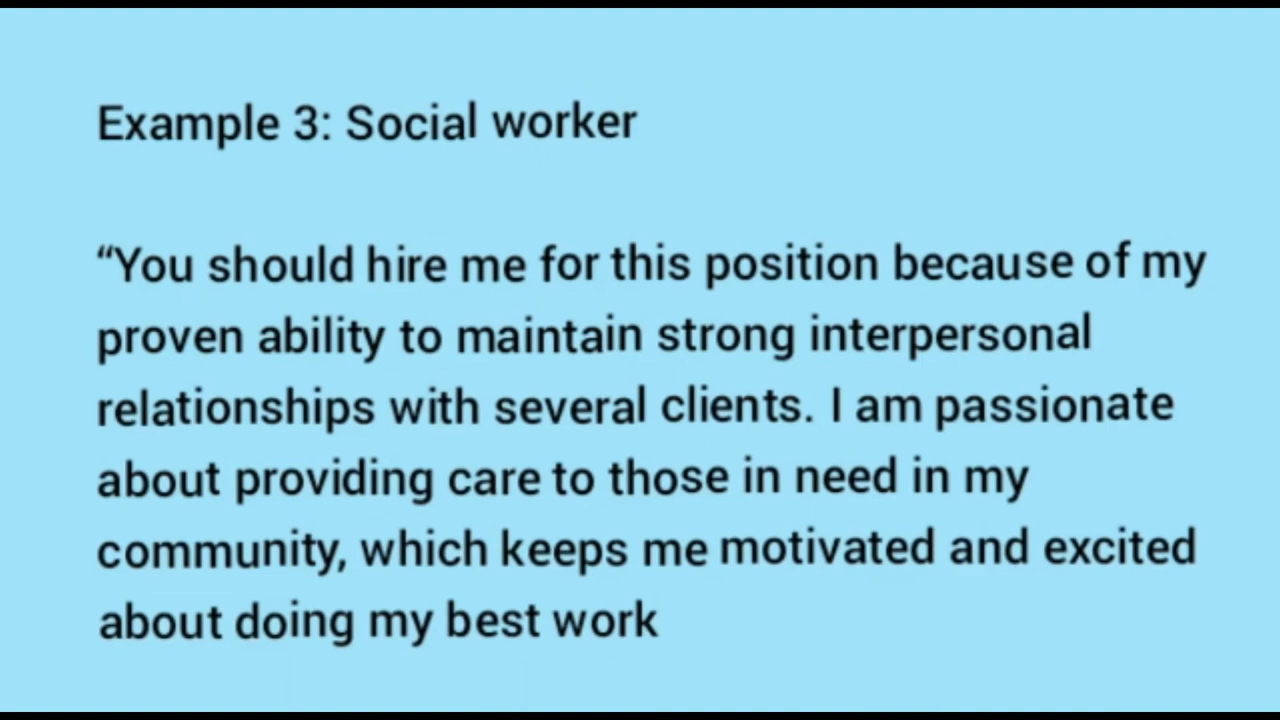 Example 3: Social worker
“You should hire me for this position because of my
proven ability to maintain strong interpersonal
relationships with several clients. I am passionate
about providing care to those in need in my
community, which keeps me motivated and excited
about doing my best work